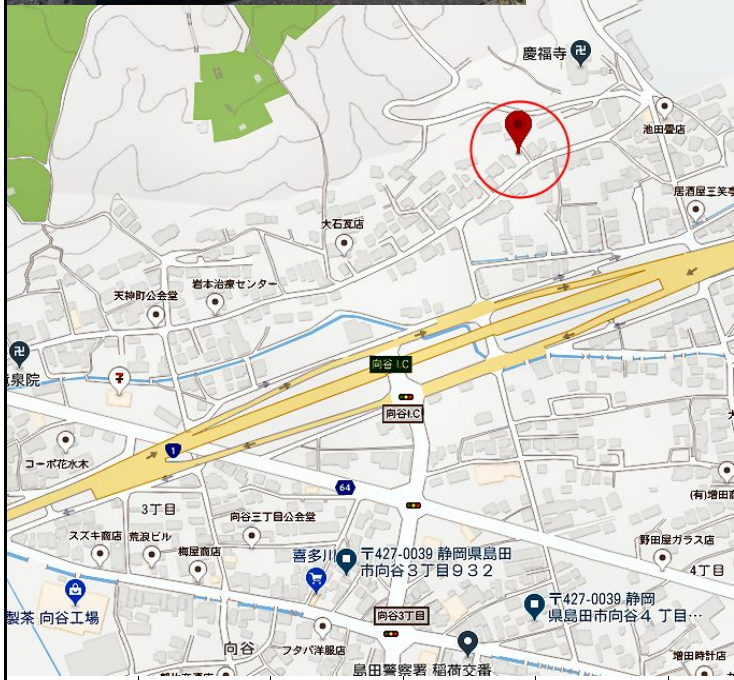 慶福寺
池田畳店
居酒屋三笑亭
大石瓦店
岩本治療センター
天神町公会堂
向谷 I.C
竜泉院
向谷I.C
コーポ花水木
1
64
(有)増田商
3丁目
向谷三丁目公会堂
スズキ商店
荒浪ビル
梅屋商店
野田屋ガラス店
喜多川
〒427-0039 静岡県島田
市向谷3丁目932
4丁目
製茶 向谷工場
〒427-0039 静岡
県島田市向谷4 丁目…
向谷3丁目
向谷
フタバ洋服店
島田警察署 稲荷交番
増田時計店